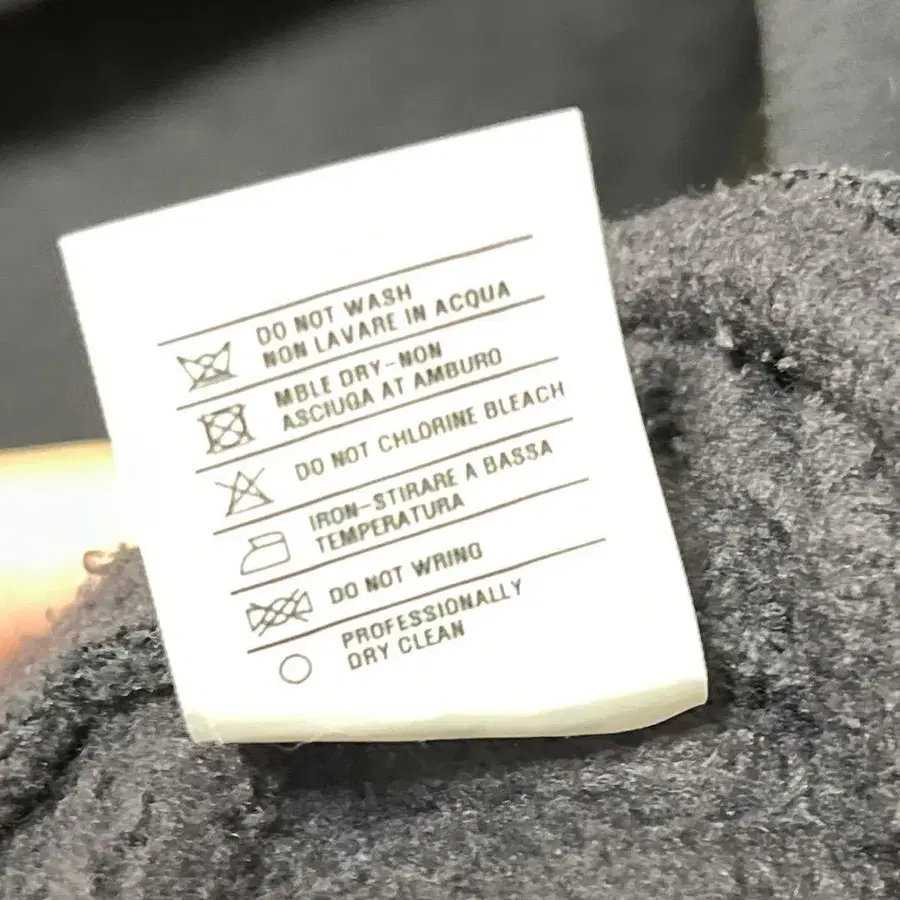 DO NOT WASH
NON LAVARE IN ACQUA
MBLE DRY-NON
ASCIUQA AT AMBURO
DO NOT CHLORINE BLEACH
IRON-STIRARE A BASSA
TEMPERATURA
DO NOT WRING
PROFESSIONALLY
DRY CLEAN